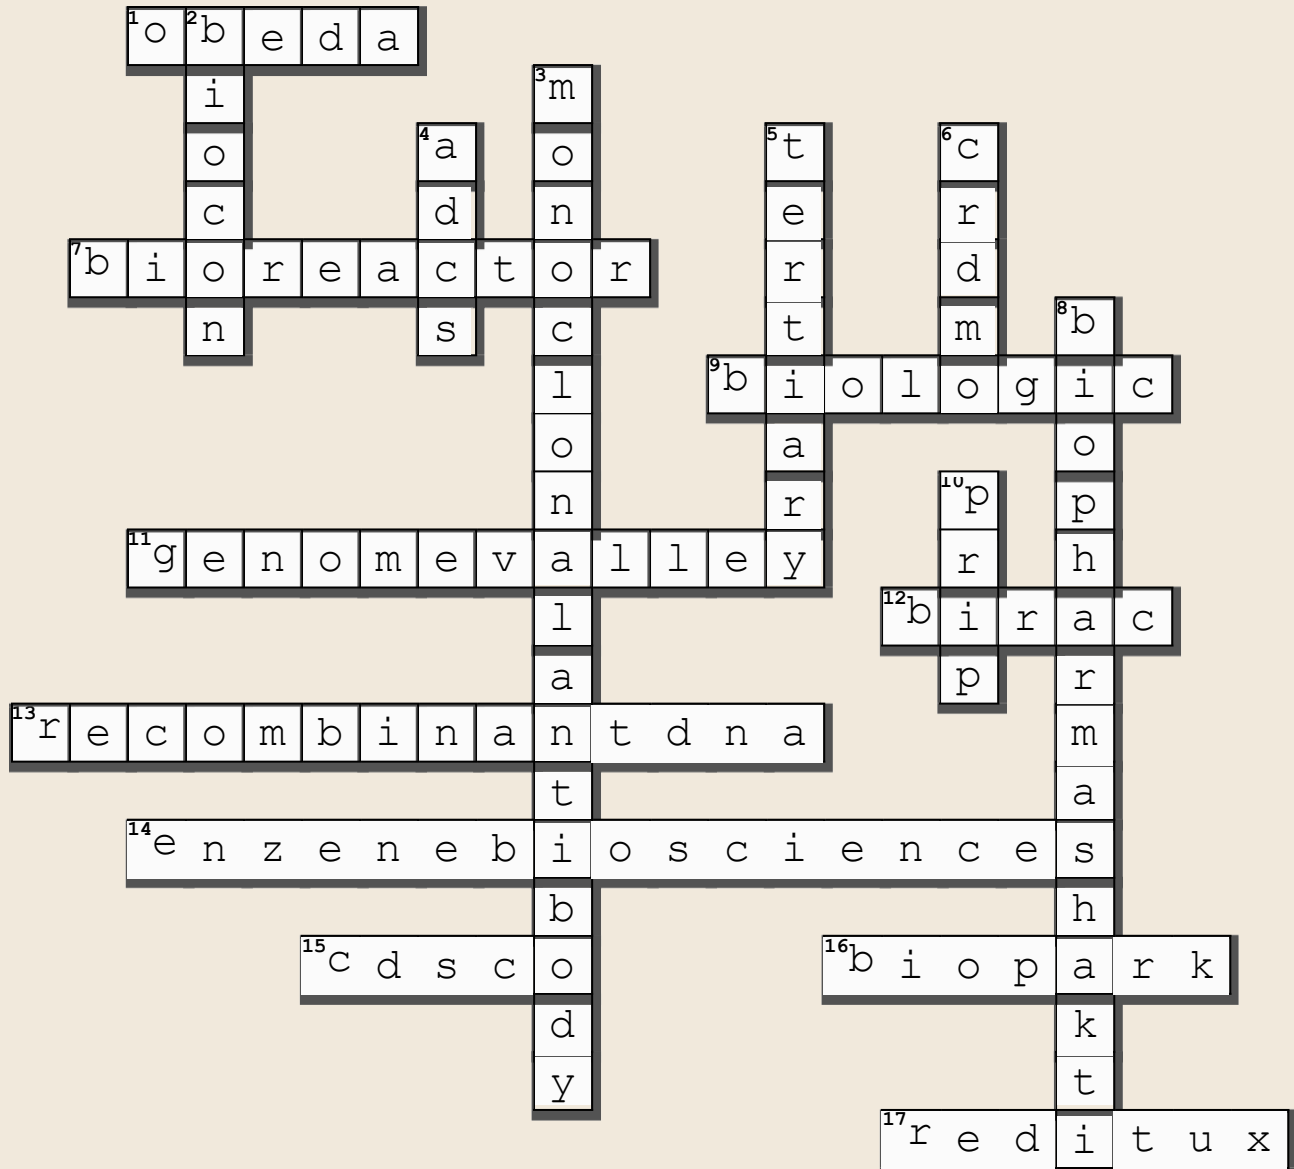 1 obeda
2 biocon
3 monoclonalantibody
4 adcs
5 tertiary
6 crdmo
7 bioreactor
8 biopharmashakti
9 biologic
10 prip
11 genomevalley
12 birac
13 recombinantdna
14 enzenebiosciences
15 cdsco
16 biopark
17 reditux